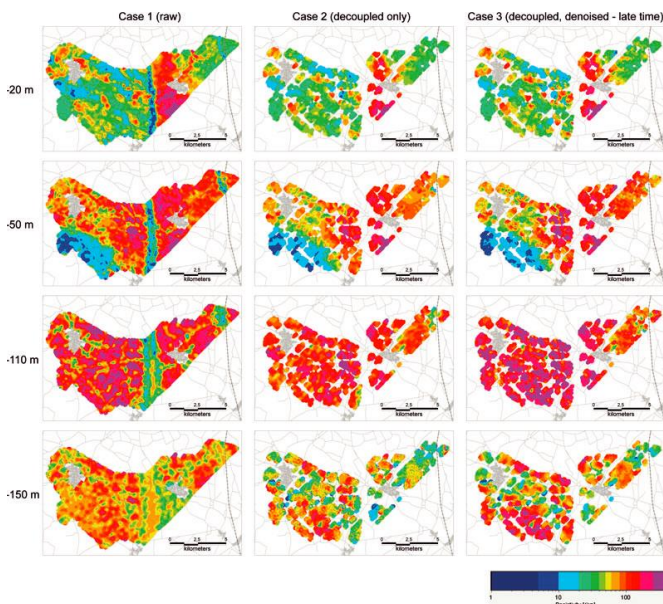 Case 1 (raw)
Case 2 (decoupled only)
Case 3 (decoupled, denoised - late time)
-20 m
0 2,5 5
kilometers
0 2,5 5
kilometers
0 2,5 5
kilometers
-50 m
0 2,5 5
kilometers
0 2,5 5
kilometers
0 2,5 5
kilometers
-110 m
0 2,5 5
kilometers
0 2,5 5
kilometers
0 2,5 5
kilometers
-150 m
0 2,5 5
kilometers
0 2,5 5
kilometers
0 2,5 5
kilometers
1 10 100